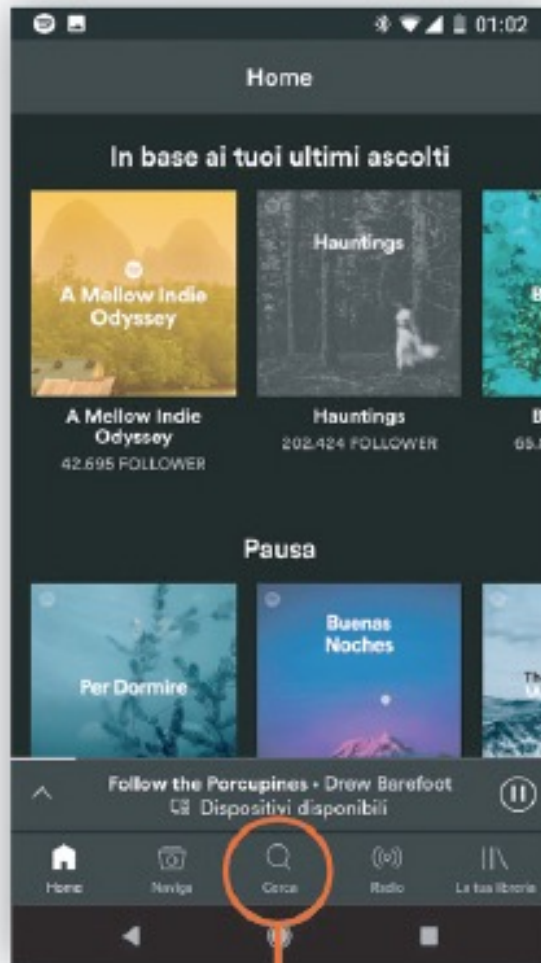 01:02
Home
In base ai tuoi ultimi ascolti
A Mellow Indie
Odyssey
Hauntings
A Mellow Indie
Odyssey
42.695 FOLLOWER
Hauntings
202.424 FOLLOWER
Pausa
Per Dormire
Buenas
Noches
Follow the Porcupines • Drew Barefoot
Dispositivi disponibili
Home
Naviga
Cerca
Radio
La tua libreria